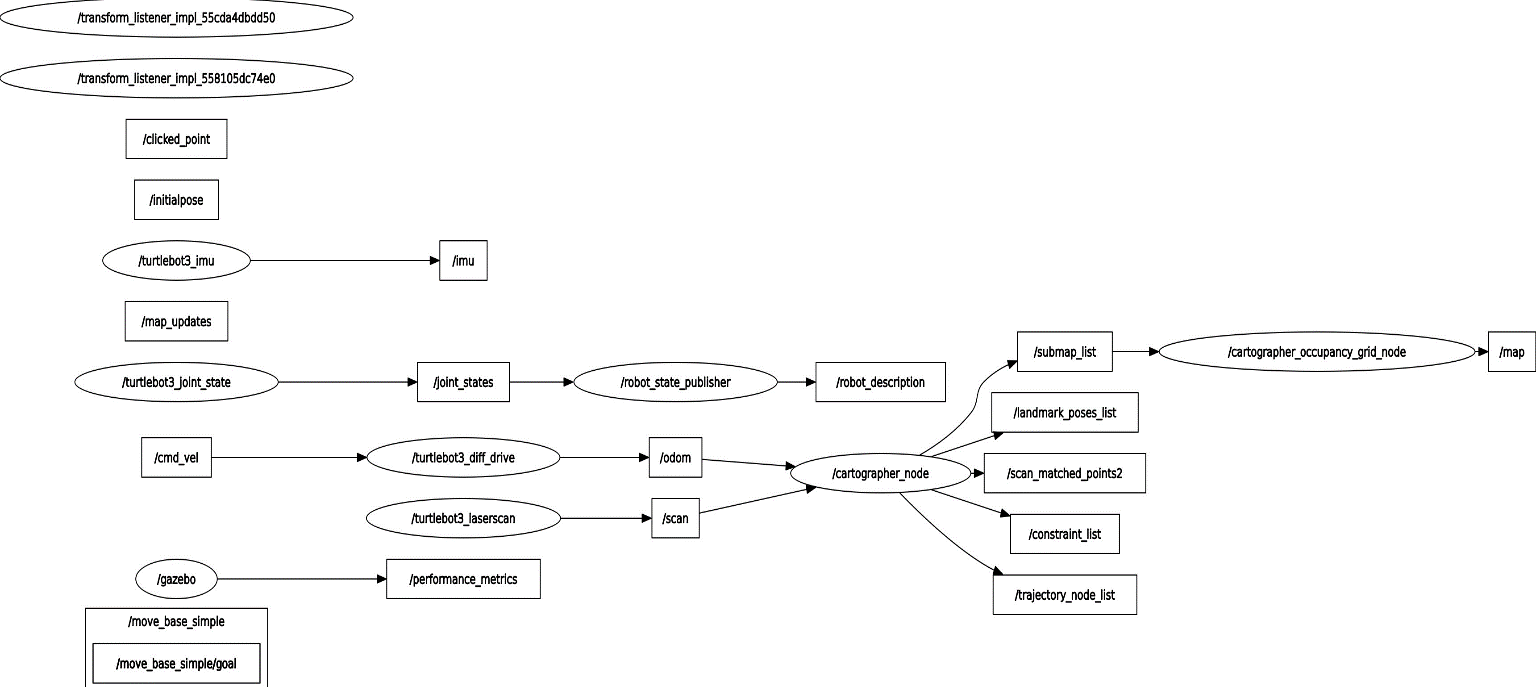 /transform_listener_impl_55cda4dbdd50
/transform_listener_impl_558105dc74e0
/clicked_point
/initialpose
/turtlebot3_imu
/imu
/map_updates
/submap_list
/cartographer_occupancy_grid_node
/map
/turtlebot3_joint_state
/joint_states
/robot_state_publisher
/robot_description
/landmark_poses_list
/cmd_vel
/turtlebot3_diff_drive
/odom
/cartographer_node
/scan_matched_points2
/turtlebot3_laserscan
/scan
/constraint_list
/gazebo
/performance_metrics
/trajectory_node_list
/move_base_simple
/move_base_simple/goal